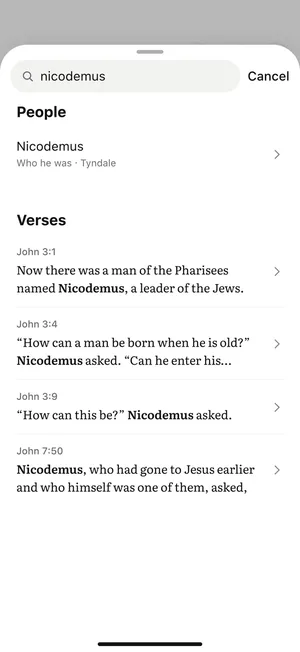 nicodemus
Cancel
People
Nicodemus
Who he was · Tyndale
Verses
John 3:1
Now there was a man of the Pharisees
named Nicodemus, a leader of the Jews.
John 3:4
“How can a man be born when he is old?”
Nicodemus asked. “Can he enter his...
John 3:9
“How can this be?” Nicodemus asked.
John 7:50
Nicodemus, who had gone to Jesus earlier
and who himself was one of them, asked,